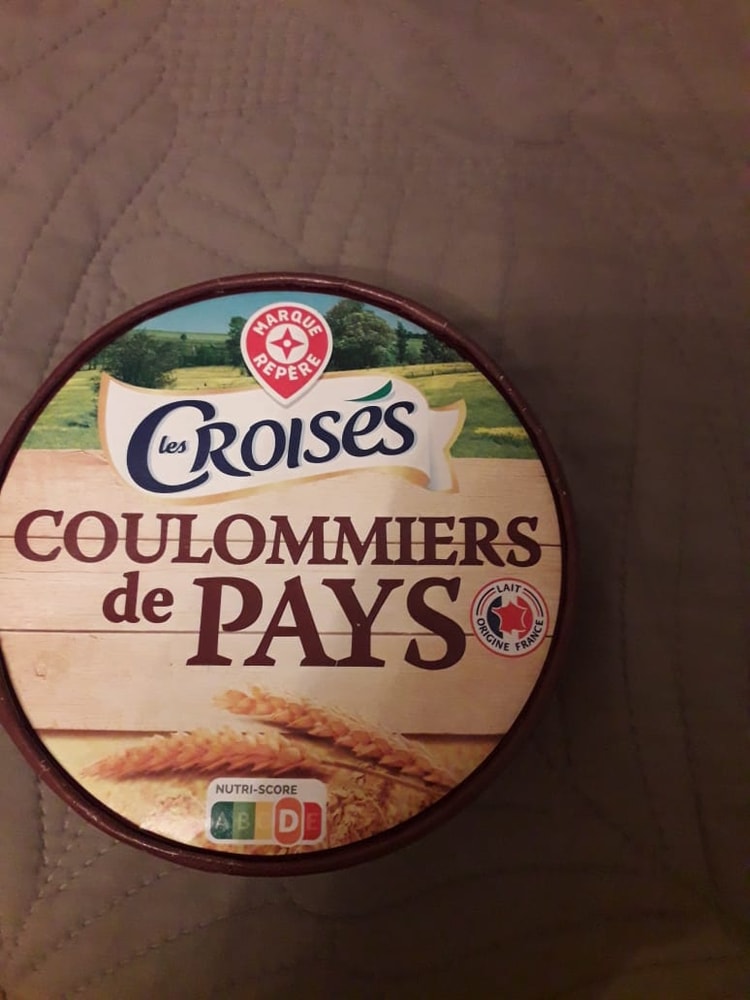 MARQUE
REPÈRE
les CROISÉS
COULOMMIERS
de PAYS
LAIT
ORIGINE FRANCE
NUTRI-SCORE
A B C D E